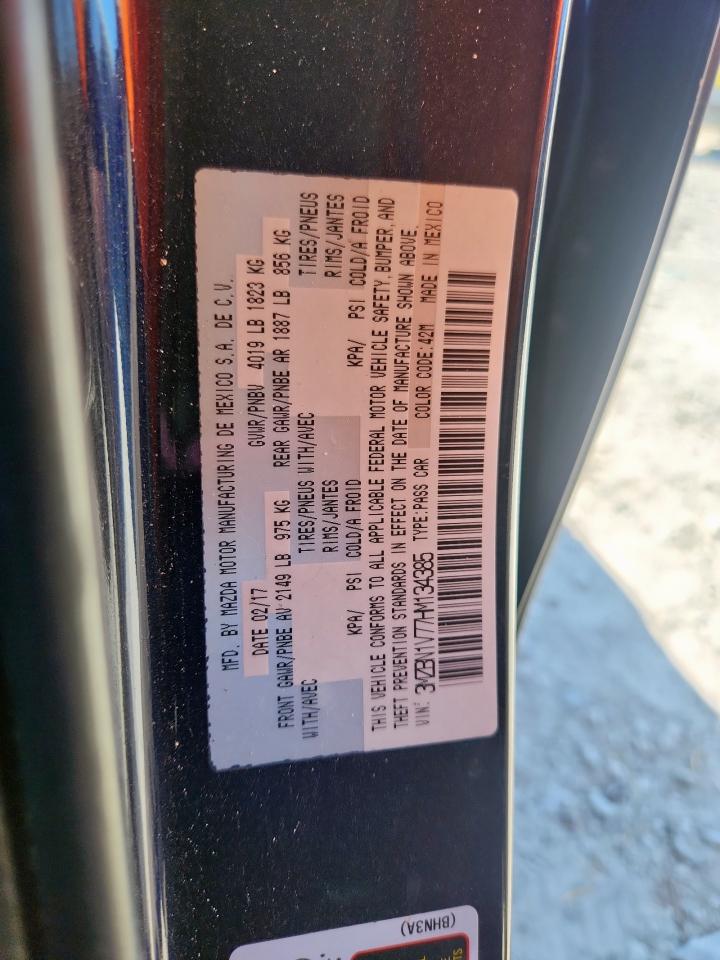 MFD. BY MAZDA MOTOR MANUFACTURING DE MEXICO S.A. DE C.V.
DATE 02/17 GVWR/PNBV 4019 LB 1823 KG
FRONT GAWR/PNBE AV 2149 LB 975 KG REAR GAWR/PNBE AR 1887 LB 856 KG
WITH/AVEC TIRES/PNEUS WITH/AVEC TIRES/PNEUS
RIMS/JANTES RIMS/JANTES
KPA/ PSI COLD/A FROID KPA/ PSI COLD/A FROID
THIS VEHICLE CONFORMS TO ALL APPLICABLE FEDERAL MOTOR VEHICLE SAFETY, BUMPER, AND
THEFT PREVENTION STANDARDS IN EFFECT ON THE DATE OF MANUFACTURE SHOWN ABOVE.
VIN: 3MZBN1V77HM134385 TYPE:PASS CAR COLOR CODE:42M MADE IN MEXICO
(BHN3A)